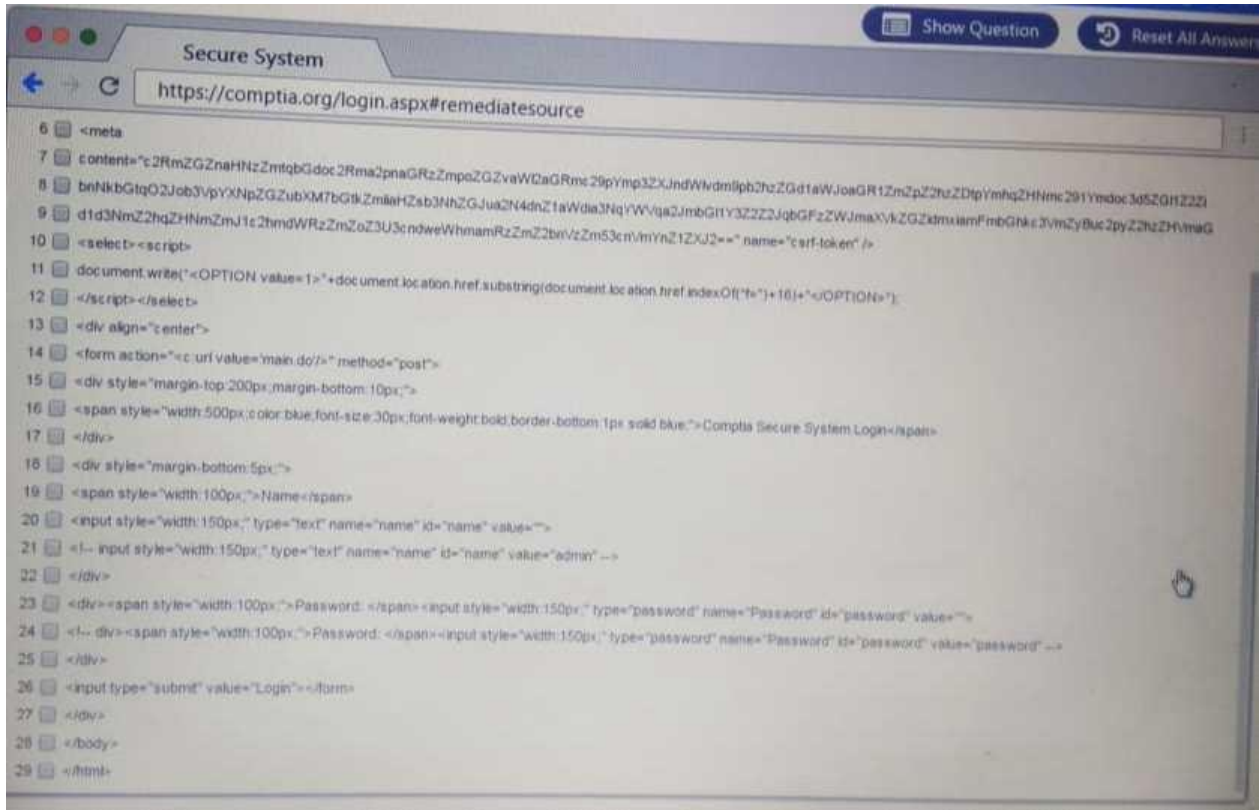 Show Question
Reset All Answers
Secure System
https://comptia.org/login.aspx#remediatesource
6 <meta
7
8
9 name="csrf-token" />
10 <select><script>
11 document.write("<OPTION value=1>"+document.location.href.substring(document.location.href.indexOf("f=")+16)+"</OPTION>");
12 </script></select>
13 <div align="center">
14 <form action="<c:url value='main.do'/>" method="post">
15 <div style="margin-top:200px;margin-bottom:10px;">
16 <span style="width:500px;color:blue;font-size:30px;font-weight:bold;border-bottom:1px solid blue;">Comptia Secure System Login</span>
17 </div>
18 <div style="margin-bottom:5px;">
19 <span style="width:100px;">Name</span>
20 <input style="width:150px;" type="text" name="name" id="name" value="">
21 <!-- input style="width:150px;" type="text" name="name" id="name" value="admin" -->
22 </div>
23 <div><span style="width:100px;">Password: </span><input style="width:150px;" type="password" name="Password" id="password" value="">
24 <!-- div><span style="width:100px;">Password: </span><input style="width:150px;" type="password" name="Password" id="password" value="password" -->
25 </div>
26 <input type="submit" value="Login"></form>
27 </div>
28 </body>
29 </html>